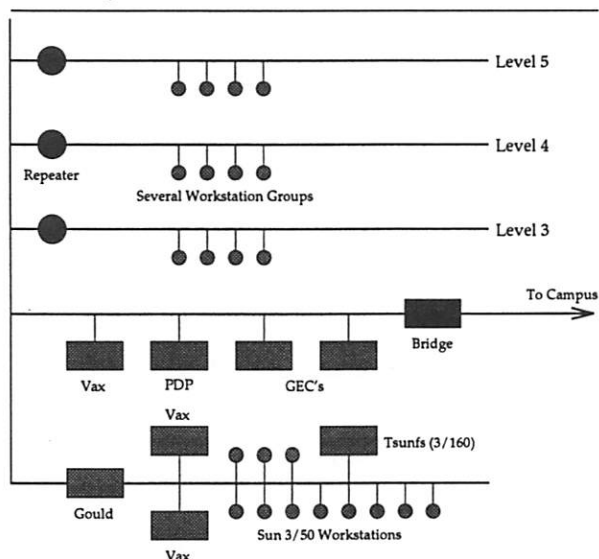 Level 5
Level 4
Repeater
Several Workstation Groups
Level 3
To Campus
Bridge
Vax
PDP
GEC's
Vax
Tsunfs (3/160)
Gould
Sun 3/50 Workstations
Vax